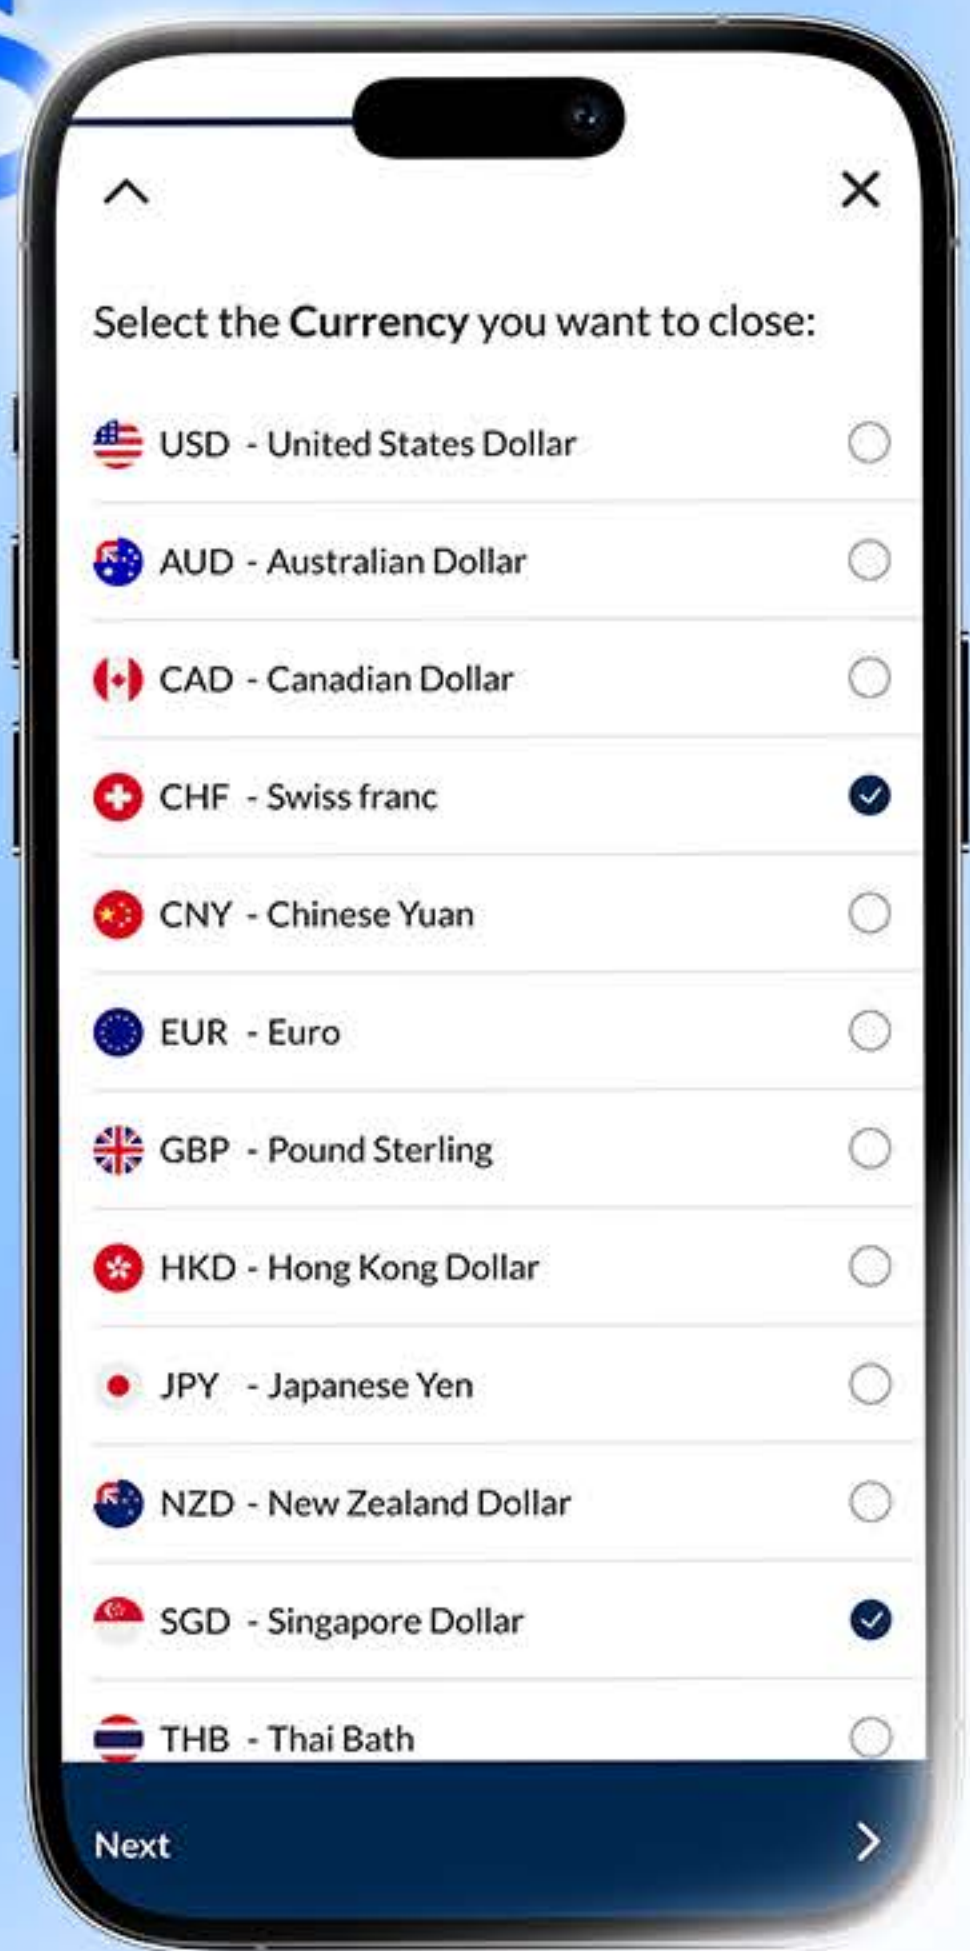 Select the Currency you want to close:
USD - United States Dollar
AUD - Australian Dollar
CAD - Canadian Dollar
CHF - Swiss franc
CNY - Chinese Yuan
EUR - Euro
GBP - Pound Sterling
HKD - Hong Kong Dollar
JPY - Japanese Yen
NZD - New Zealand Dollar
SGD - Singapore Dollar
THB - Thai Bath
Next